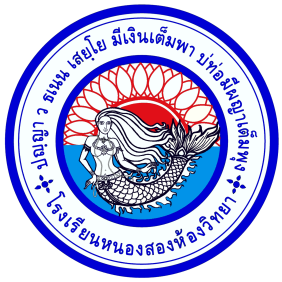 ปญฺญา ว ธเนน เสยฺโย มีเงินเต็มพา บ่ท่อมีผญาเต็มพุง
โรงเรียนหนองสองห้องวิทยา